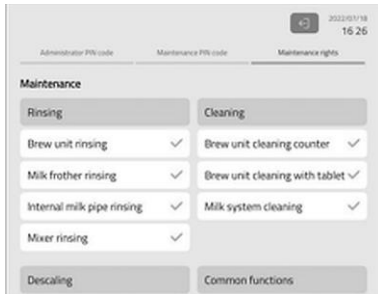 2022/07/18
16 26
Administrator PIN code Maintenance PIN code Maintenance rights
Maintenance
Rinsing Cleaning
Brew unit rinsing Brew unit cleaning counter
Milk frother rinsing Brew unit cleaning with tablet
Internal milk pipe rinsing Milk system cleaning
Mixer rinsing
Descaling Common functions